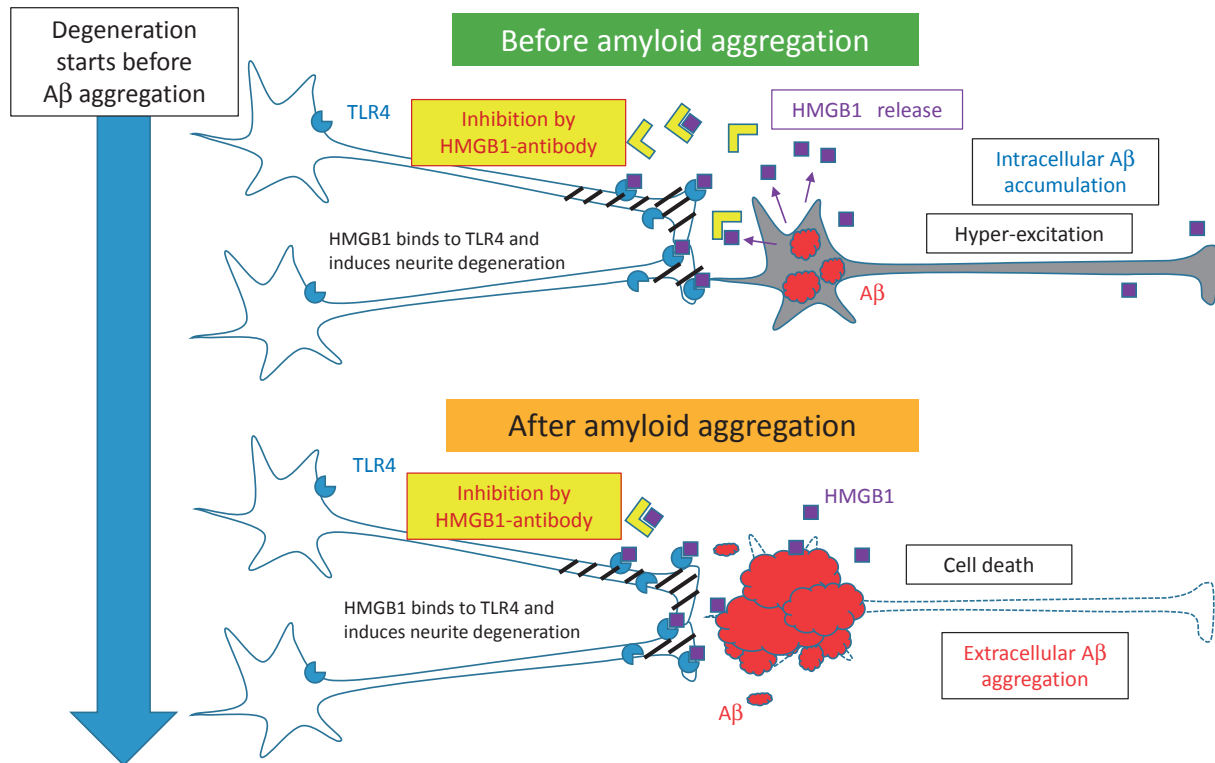 Degeneration
starts before
Aβ aggregation
Before amyloid aggregation
TLR4
Inhibition by
HMGB1-antibody
HMGB1 release
Intracellular Aβ
accumulation
Hyper-excitation
HMGB1 binds to TLR4 and
induces neurite degeneration
Aβ
After amyloid aggregation
TLR4
Inhibition by
HMGB1-antibody
HMGB1
Cell death
HMGB1 binds to TLR4 and
induces neurite degeneration
Extracellular Aβ
aggregation
Aβ